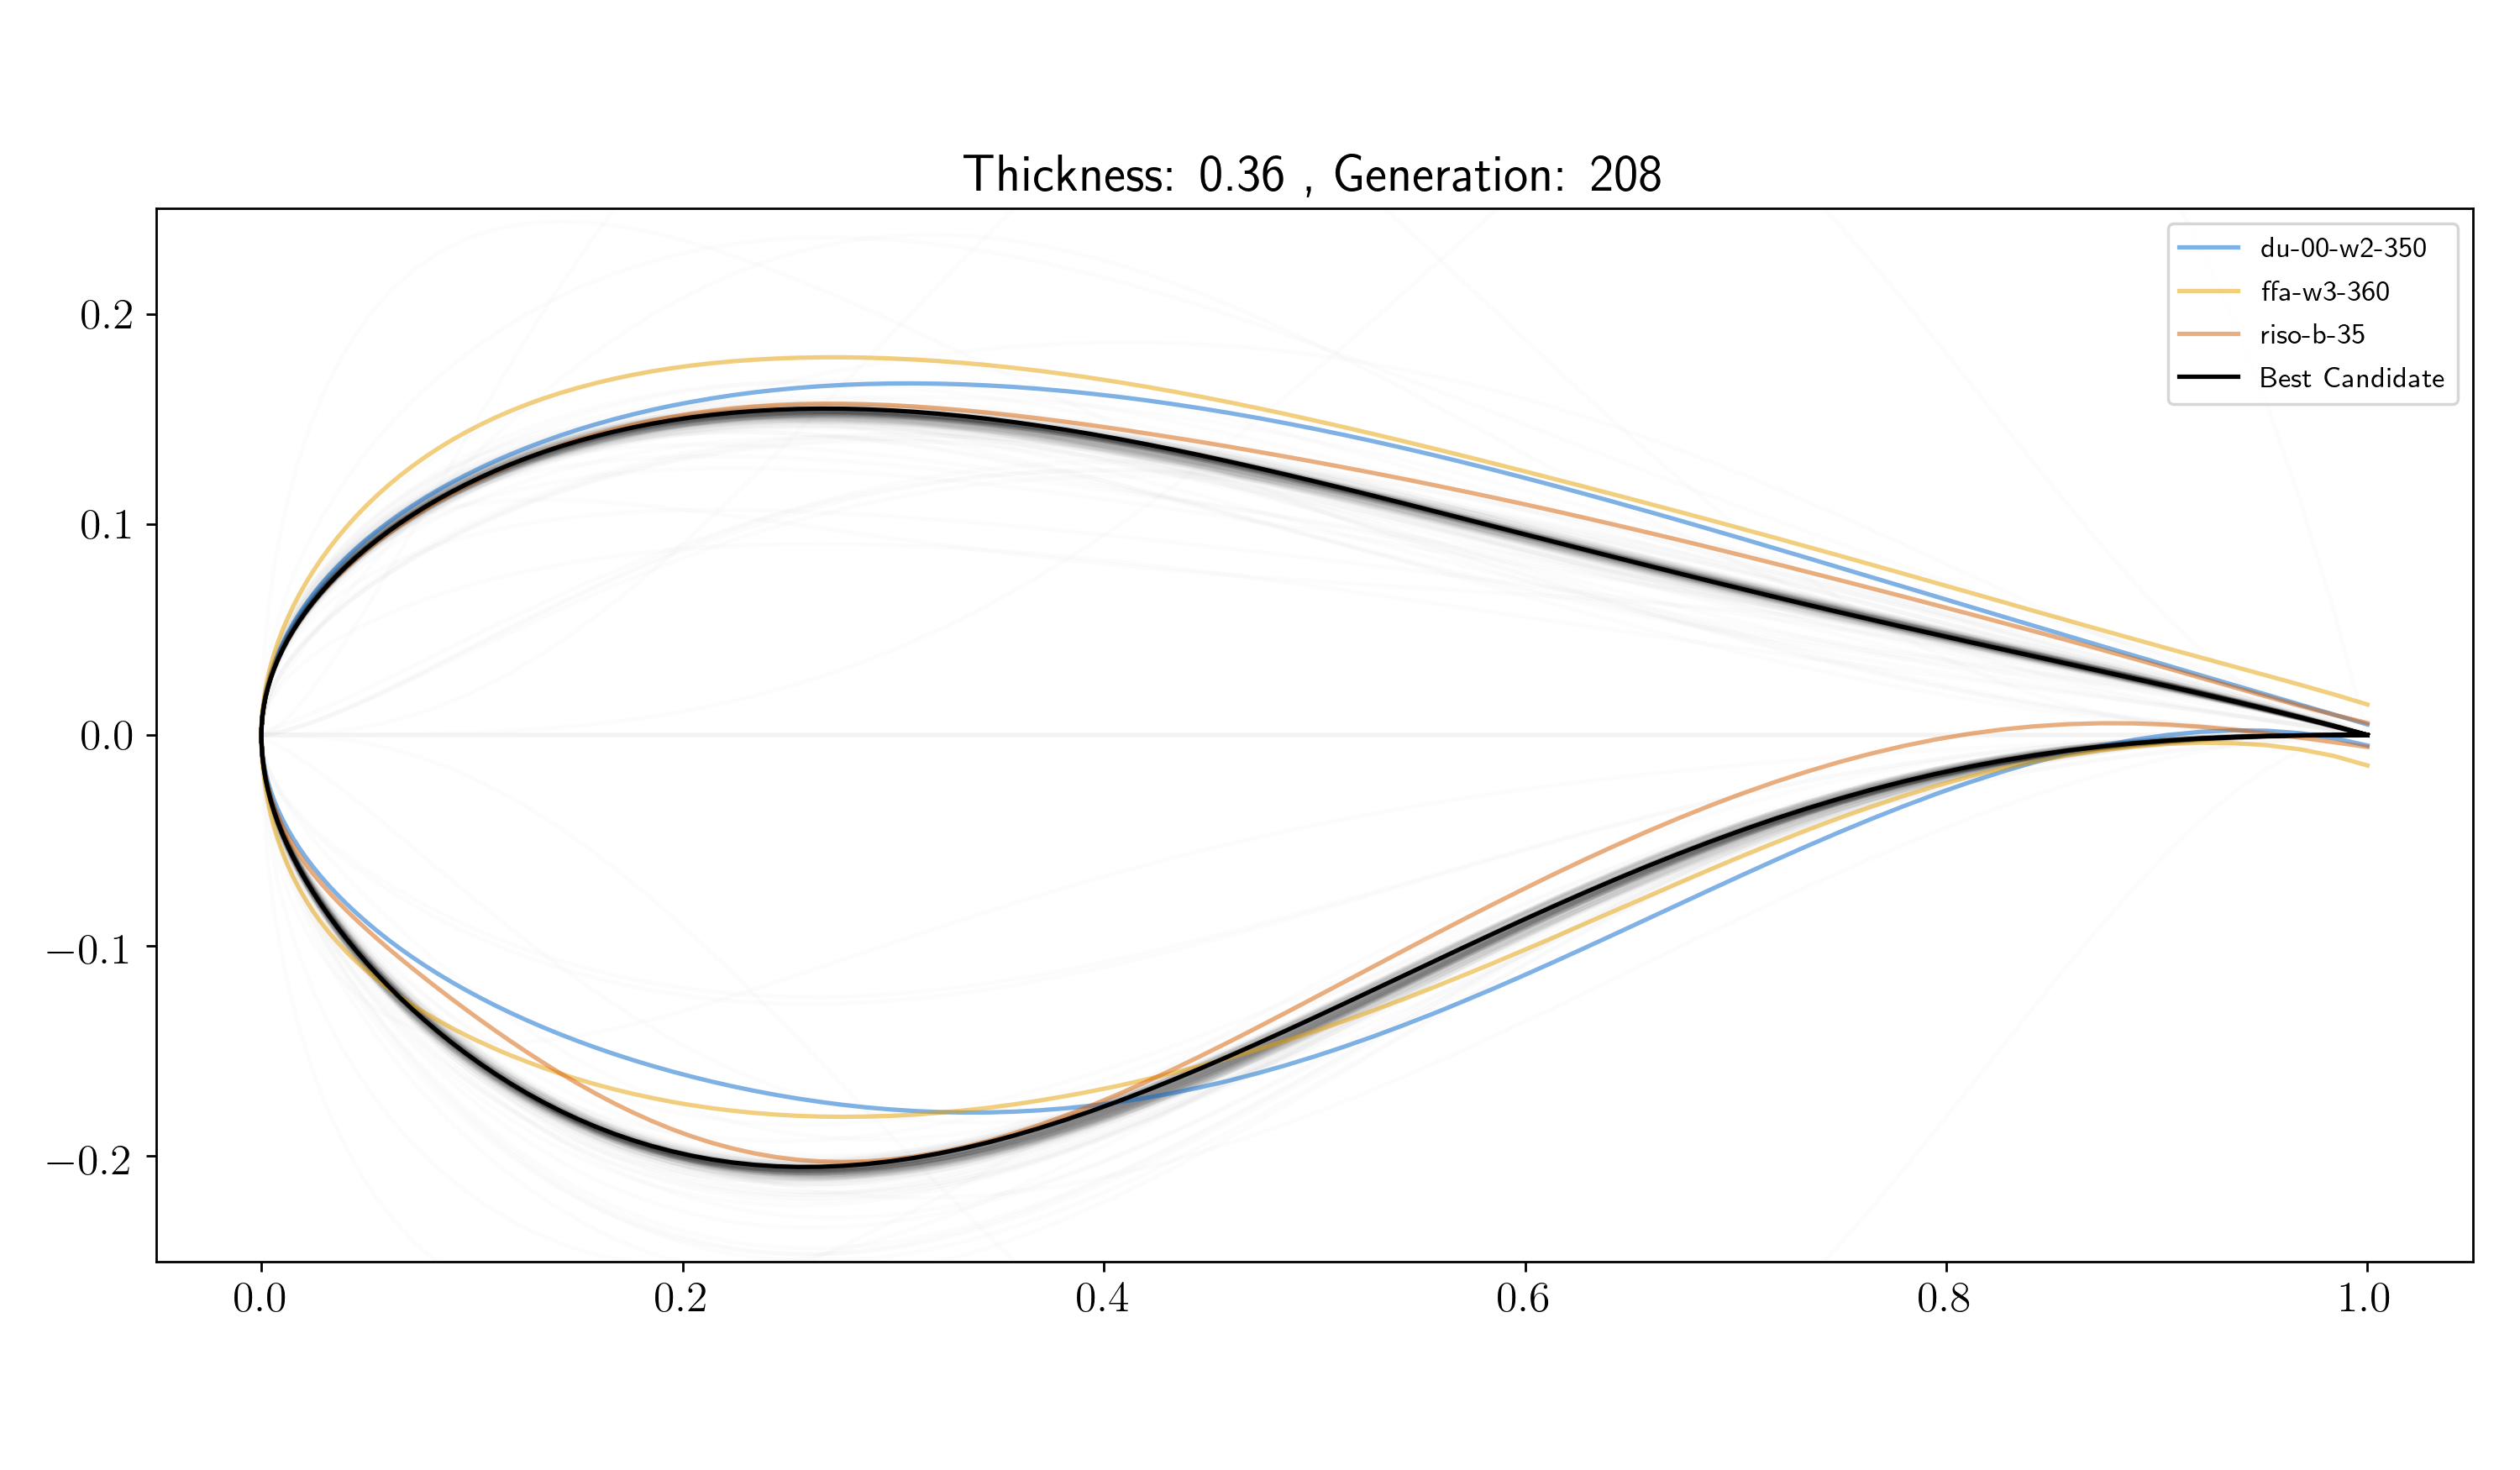 Thickness: 0.36 , Generation: 208
du-00-w2-350
ffa-w3-360
riso-b-35
Best Candidate
0.2
0.1
0.0
−0.1
−0.2
0.0 0.2 0.4 0.6 0.8 1.0